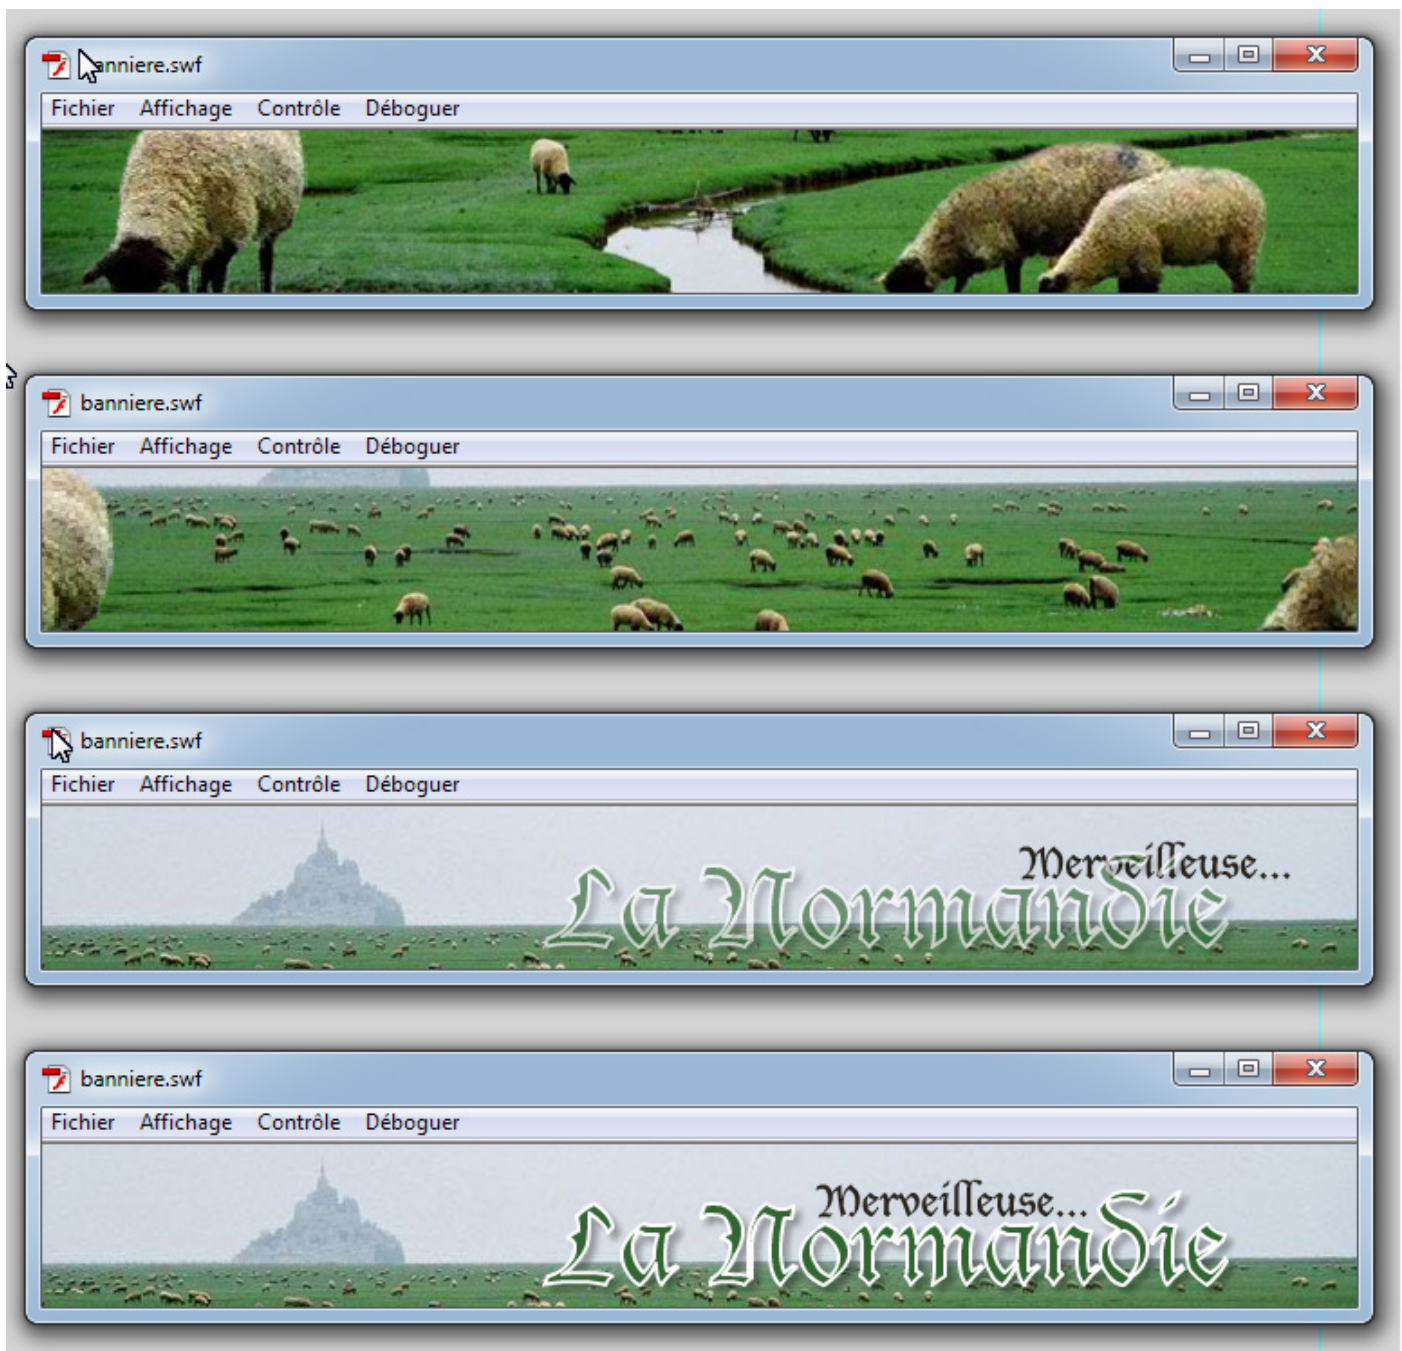 banniere.swf
Fichier Affichage Contrôle Déboguer
banniere.swf
Fichier Affichage Contrôle Déboguer
banniere.swf
Fichier Affichage Contrôle Déboguer
Merveilleuse...
La Normandie
banniere.swf
Fichier Affichage Contrôle Déboguer
Merveilleuse...
La Normandie